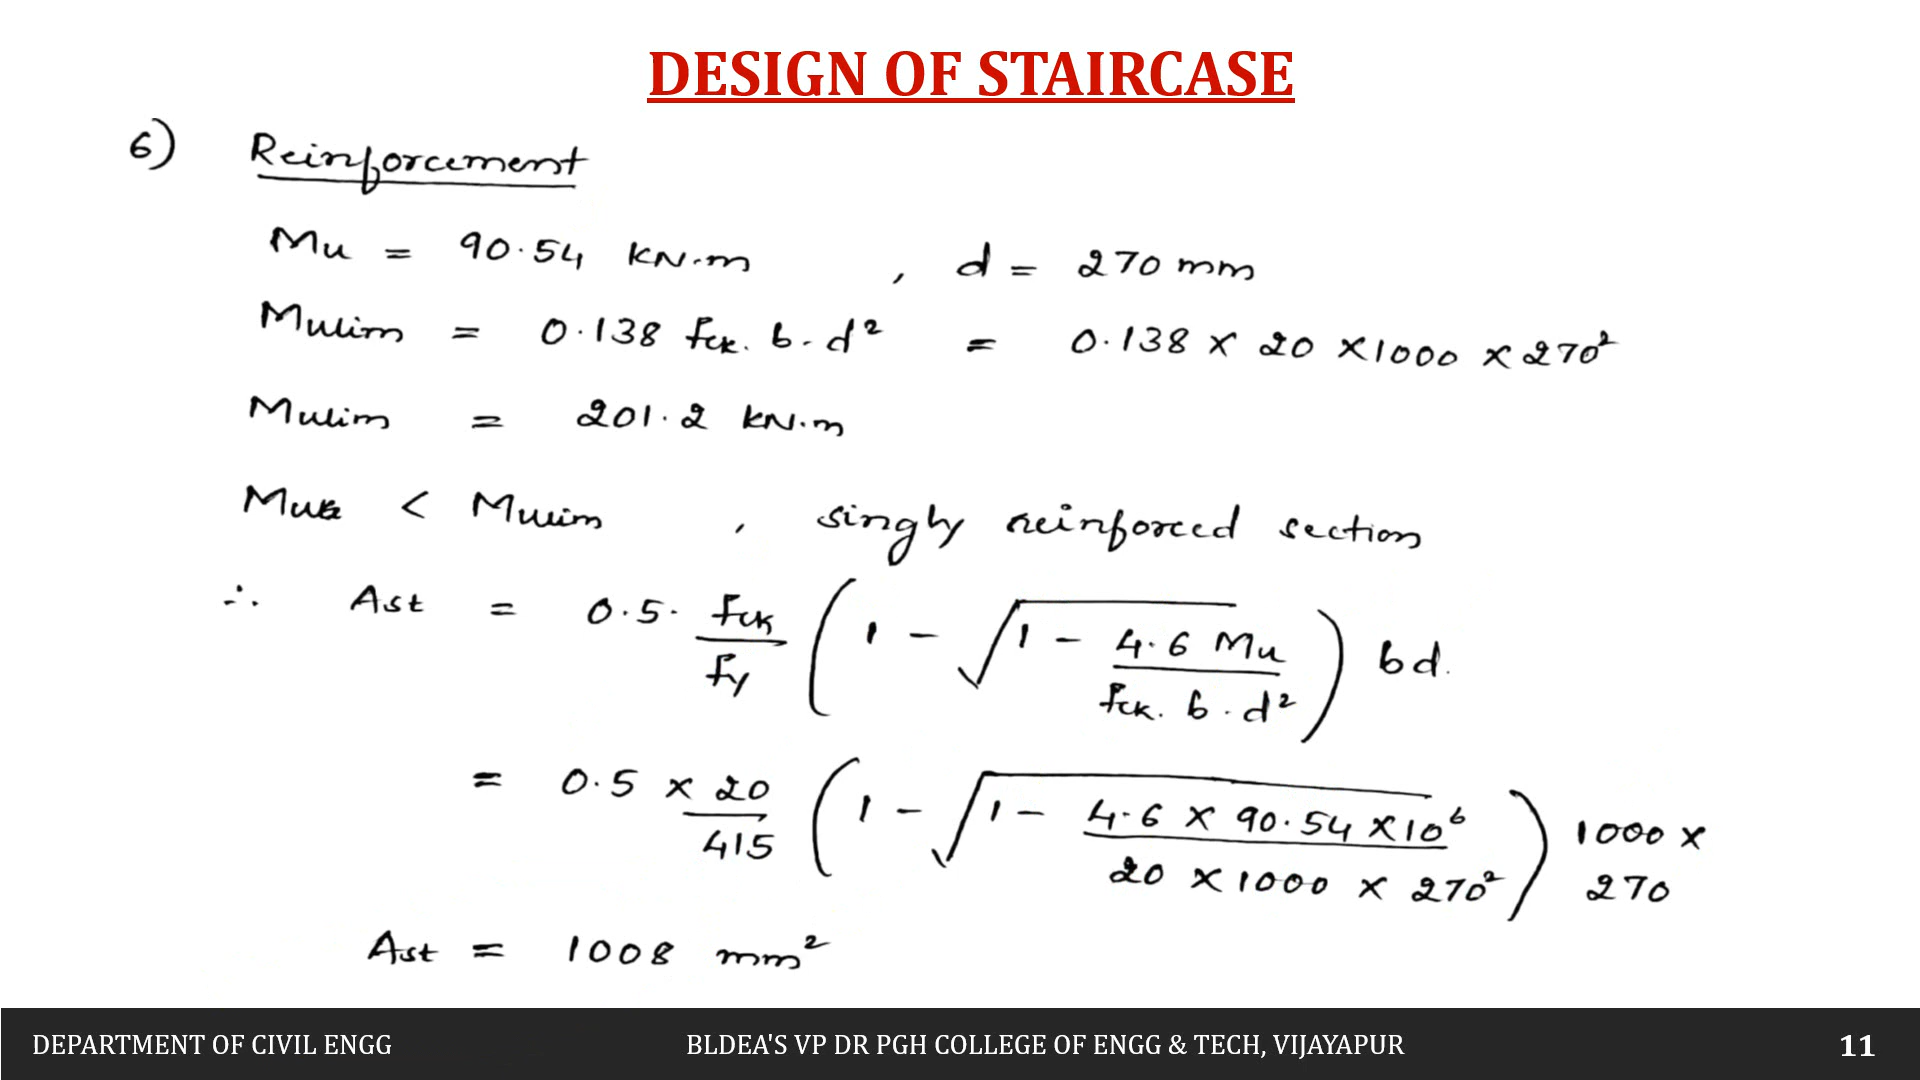 DESIGN OF STAIRCASE
6) Reinforcement
Mu = 90.54 kN.m , d = 270 mm
Mulim = 0.138 fck. b. d² = 0.138 x 20 x 1000 x 270²
Mulim = 201.2 kN.m
Mu < Mulim , singly reinforced section
∴ Ast = 0.5. fck/fy (1 - √(1 - 4.6 Mu / fck. b. d²)) bd.
= 0.5 x 20/415 (1 - √(1 - 4.6 x 90.54 x 10⁶ / 20 x 1000 x 270²)) 1000 x 270
Ast = 1008 mm²
DEPARTMENT OF CIVIL ENGG BLDEA'S VP DR PGH COLLEGE OF ENGG & TECH, VIJAYAPUR 11